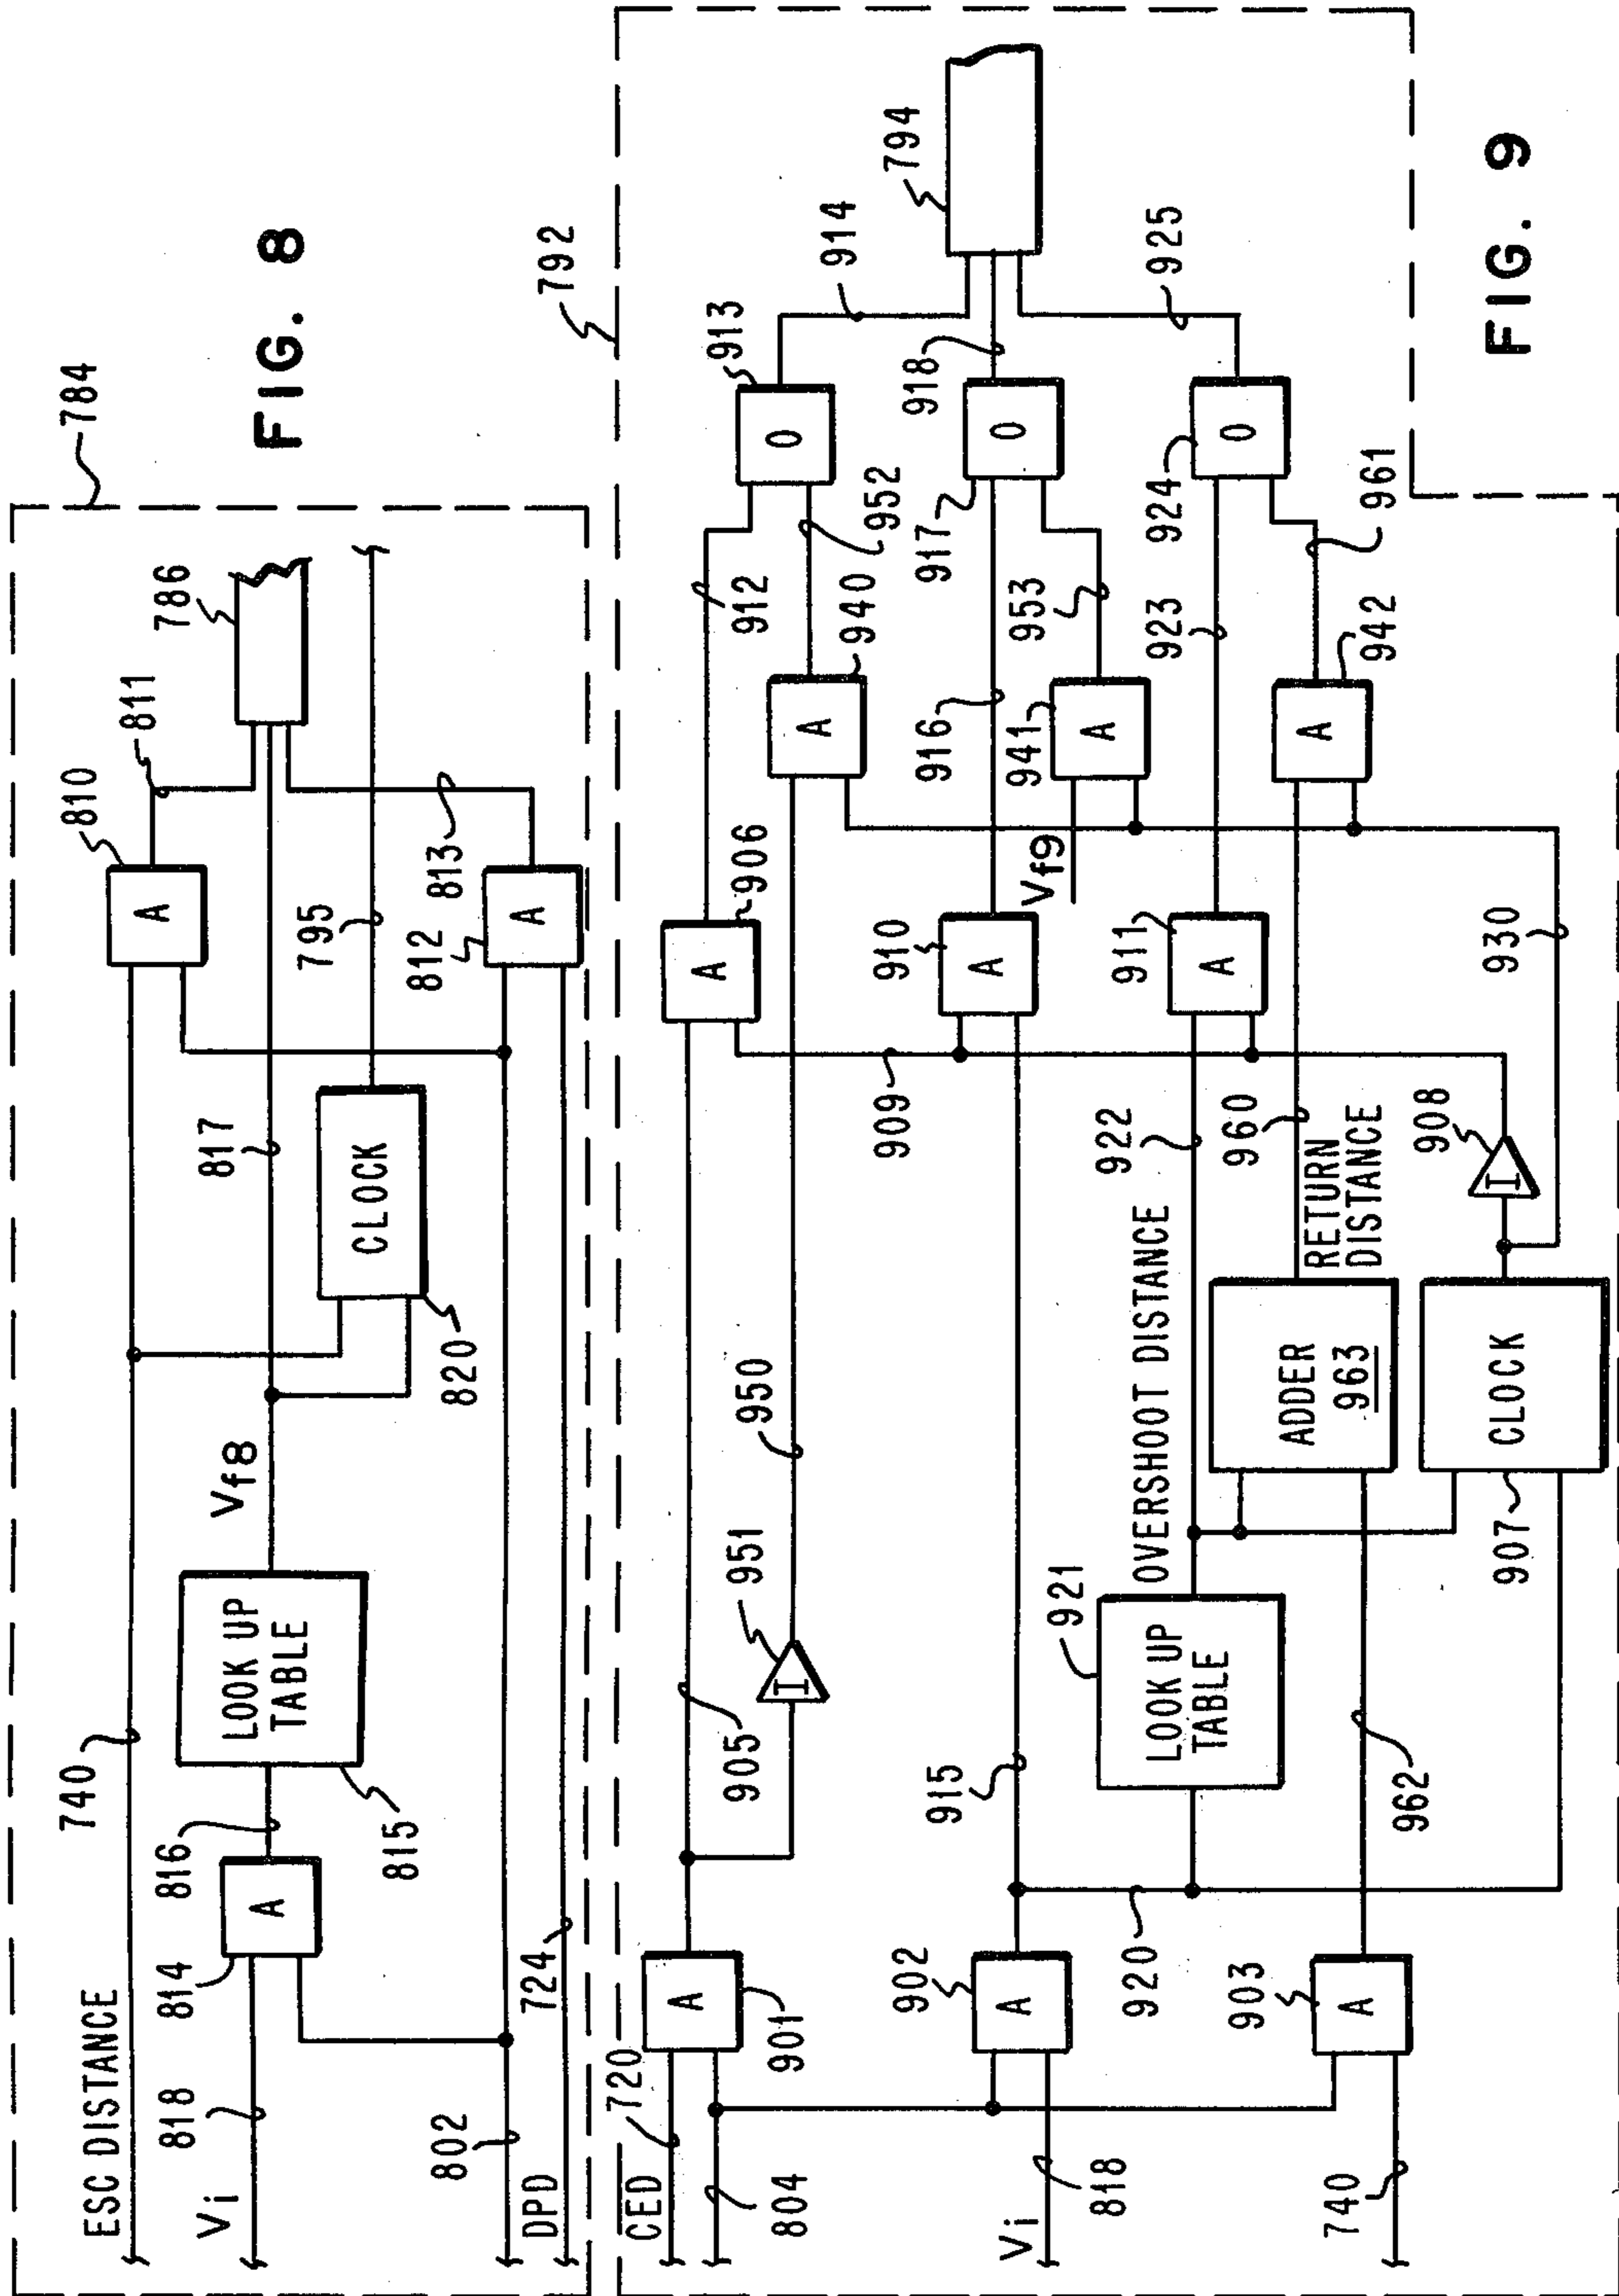 FIG. 8
784
ESC DISTANCE
740
810
A
811
786
Vi
818
814
A
816
LOOK UP
TABLE
815
Vf8
817
CLOCK
820
795
802
DPD
724
812
A
813
FIG. 9
792
CED
720
804
A
901
905
I
951
950
A
906
912
A
940
952
O
913
914
Vi
818
902
A
915
909
910
A
916
Vf9
941
A
953
917
O
918
794
920
LOOK UP
TABLE
921
OVERSHOOT DISTANCE
922
911
A
923
924
O
925
740
903
A
962
ADDER
963
RETURN
DISTANCE
960
A
942
961
CLOCK
907
I
908
930